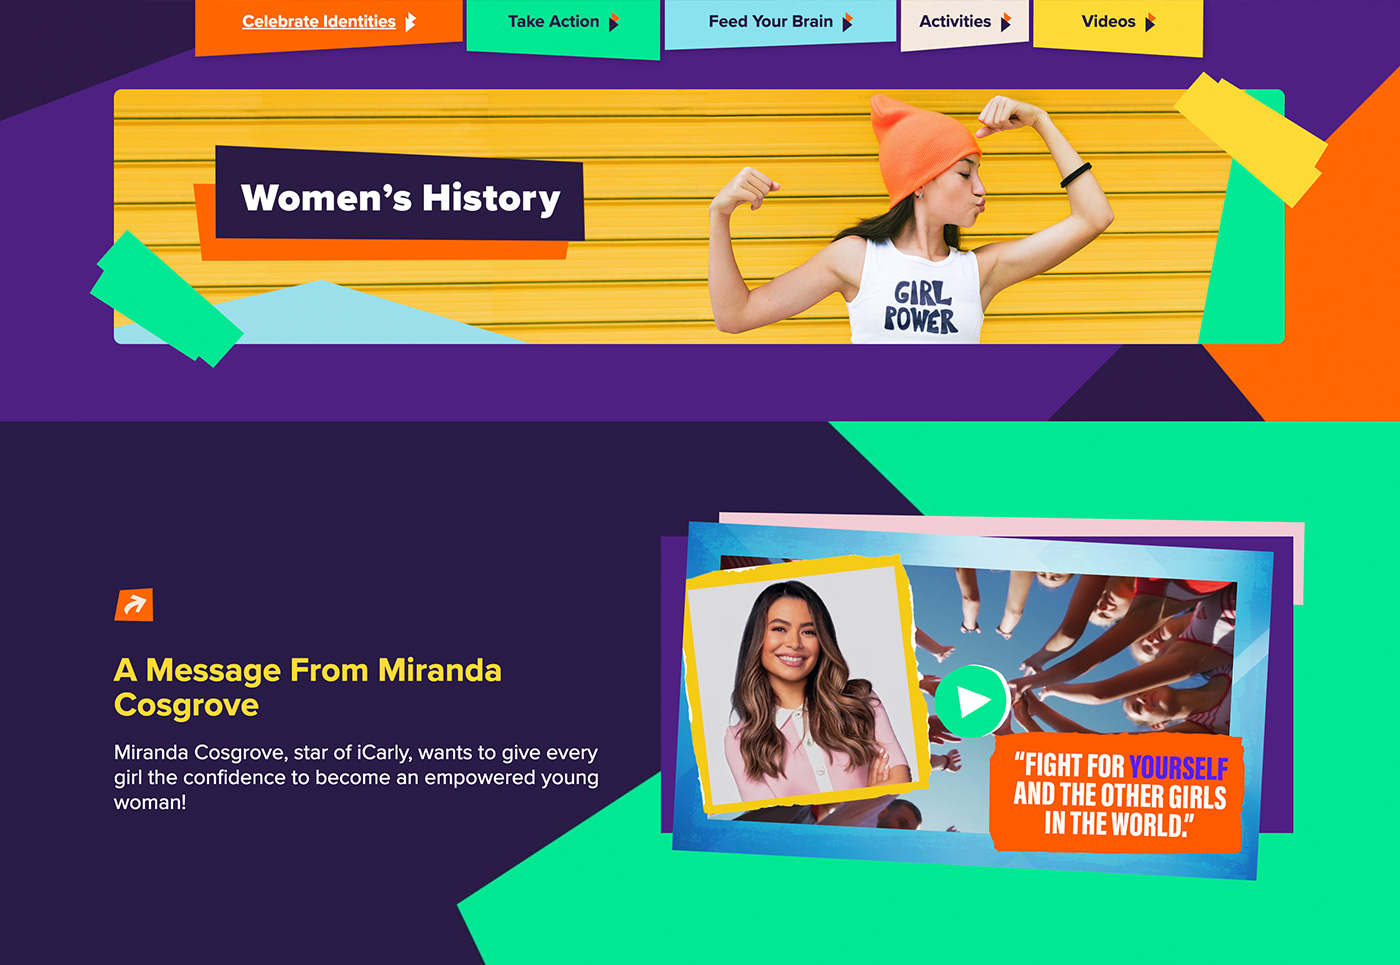 Celebrate Identities
Take Action
Feed Your Brain
Activities
Videos
Women’s History
GIRL
POWER
A Message From Miranda
Cosgrove
Miranda Cosgrove, star of iCarly, wants to give every
girl the confidence to become an empowered young
woman!
“FIGHT FOR YOURSELF
AND THE OTHER GIRLS
IN THE WORLD.”